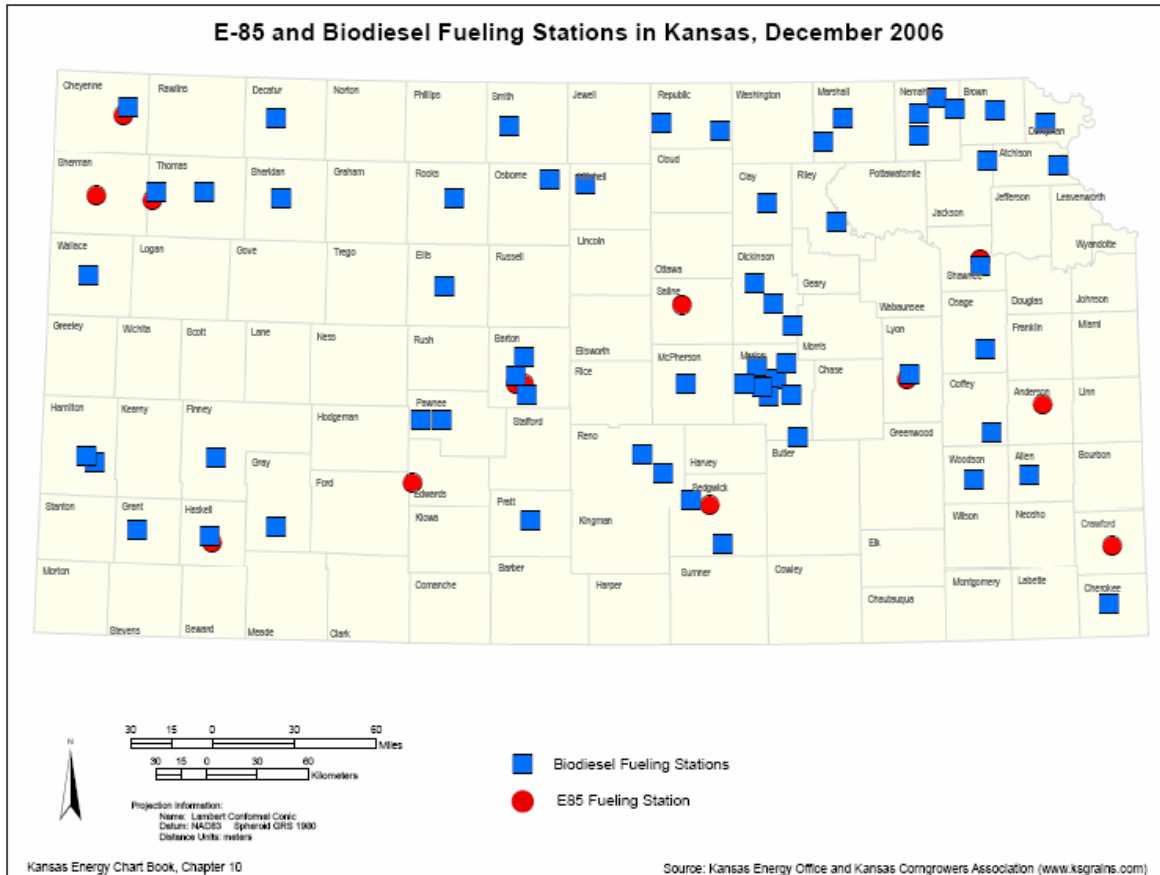 E-85 and Biodiesel Fueling Stations in Kansas, December 2006
Cheyenne
Rawlins
Decatur
Norton
Phillips
Smith
Jewell
Republic
Washington
Marshall
Nemaha
Brown
Doniphan
Sherman
Thomas
Sheridan
Graham
Rooks
Osborne
Mitchell
Cloud
Clay
Riley
Pottawatomie
Jackson
Atchison
Jefferson
Leavenworth
Wyandotte
Wallace
Logan
Gove
Trego
Ellis
Russell
Lincoln
Ottawa
Saline
Dickinson
Geary
Wabaunsee
Shawnee
Osage
Douglas
Johnson
Greeley
Wichita
Scott
Lane
Ness
Rush
Barton
Ellsworth
Rice
McPherson
Marion
Morris
Chase
Lyon
Franklin
Miami
Hamilton
Kearny
Finney
Hodgeman
Pawnee
Stafford
Reno
Harvey
Butler
Greenwood
Coffey
Anderson
Linn
Gray
Ford
Edwards
Sedgwick
Woodson
Allen
Bourbon
Stanton
Grant
Haskell
Kiowa
Pratt
Kingman
Elk
Wilson
Neosho
Crawford
Morton
Stevens
Seward
Meade
Clark
Comanche
Barber
Harper
Sumner
Cowley
Chautauqua
Montgomery
Labette
Cherokee
N
30 15 0 30 60
Miles
30 15 0 30 60
Kilometers
Projection Information:
Name: Lambert Conformal Conic
Datum: NAD83 Spheroid GRS 1980
Distance Units: meters
Biodiesel Fueling Stations
E85 Fueling Station
Kansas Energy Chart Book, Chapter 10
Source: Kansas Energy Office and Kansas Corngrowers Association (www.ksgrains.com)